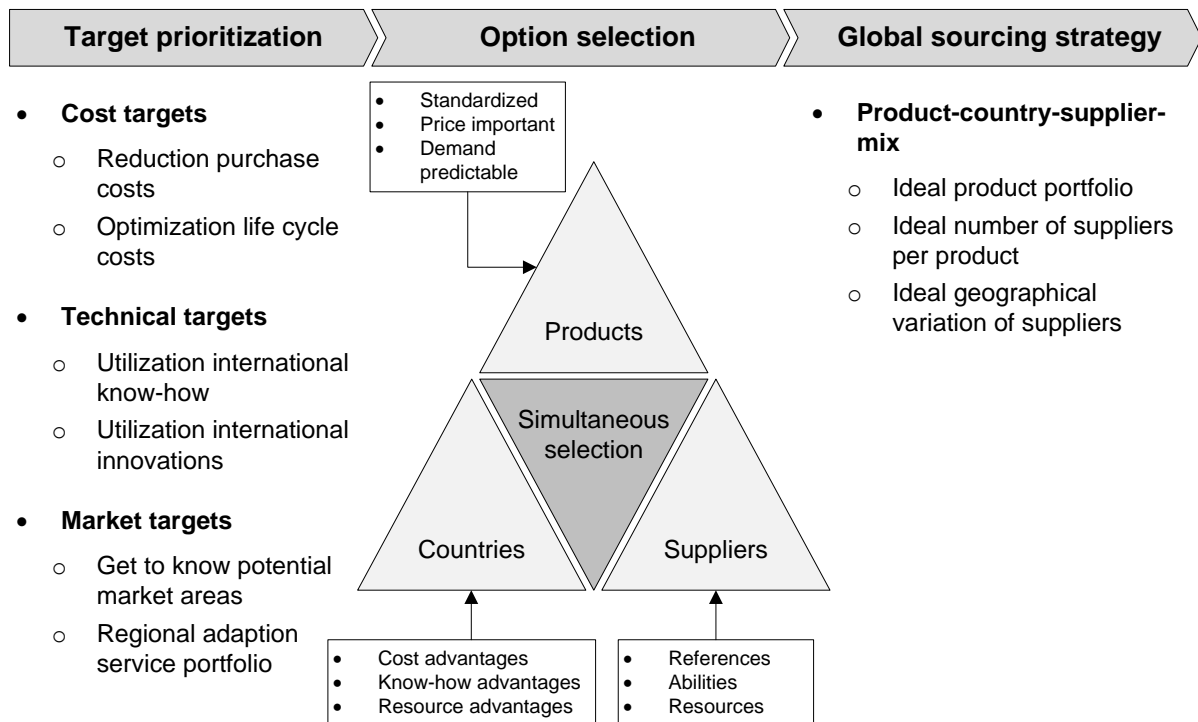 Target prioritization
Option selection
Global sourcing strategy
• Cost targets
o Reduction purchase
costs
o Optimization life cycle
costs
• Technical targets
o Utilization international
know-how
o Utilization international
innovations
• Market targets
o Get to know potential
market areas
o Regional adaption
service portfolio
• Standardized
• Price important
• Demand
predictable
Products
Simultaneous
selection
Countries
Suppliers
• Cost advantages
• Know-how advantages
• Resource advantages
• References
• Abilities
• Resources
• Product-country-supplier-
mix
o Ideal product portfolio
o Ideal number of suppliers
per product
o Ideal geographical
variation of suppliers